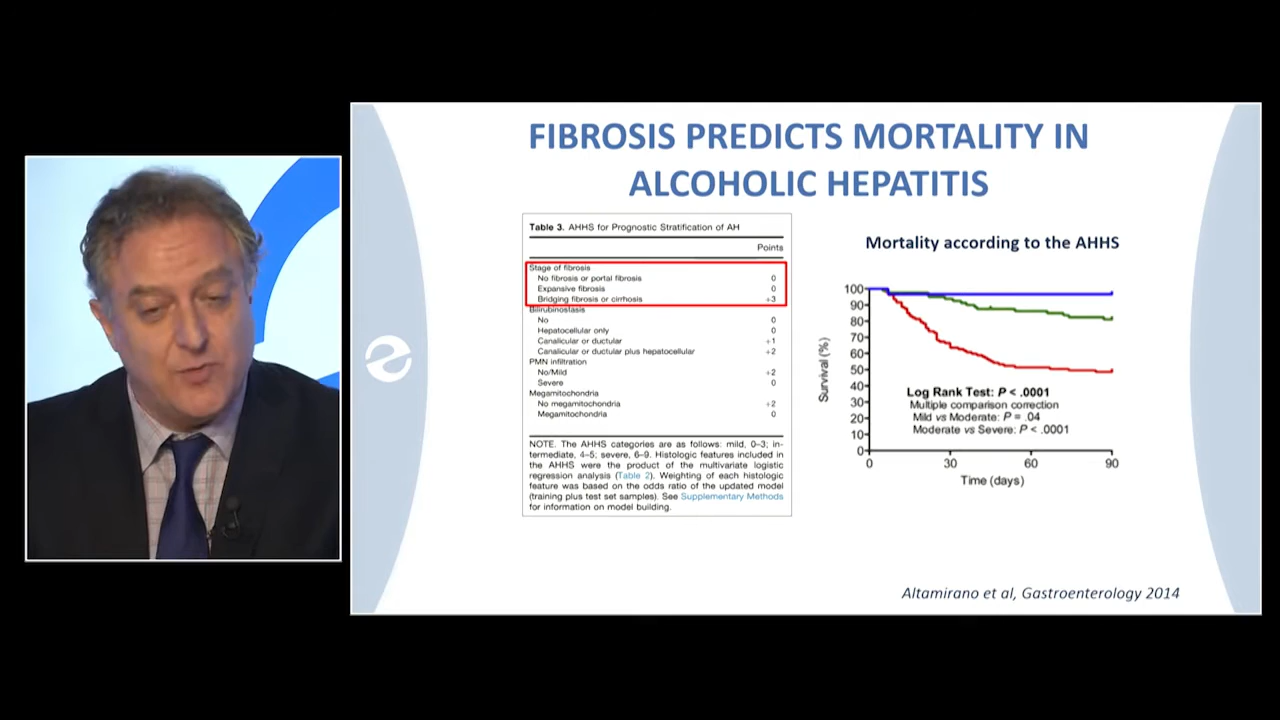 FIBROSIS PREDICTS MORTALITY IN
ALCOHOLIC HEPATITIS
Table 3. AHHS for Prognostic Stratification of AH
Points
Stage of fibrosis
No fibrosis or portal fibrosis 0
Expansive fibrosis 0
Bridging fibrosis or cirrhosis +3
Bilirubinostasis
No 0
Hepatocellular only 0
Canalicular or ductular +1
Canalicular or ductular plus hepatocellular +2
PMN infiltration
No/Mild +2
Severe 0
Megamitochondria
No megamitochondria +2
Megamitochondria 0
NOTE. The AHHS categories are as follows: mild, 0–3; in-
termediate, 4–5; severe, 6–9. Histologic features included
in the AHHS were the product of the multivariate logistic
regression analysis (Table 2). Weighting of each histologic
feature was based on the odds ratio of the updated model
(training plus test set samples). See Supplementary Methods
for information on model building.
Mortality according to the AHHS
Survival (%)
100
90
80
70
60
50
40
30
20
10
0
Log Rank Test: P < .0001
Multiple comparison correction
Mild vs Moderate: P = .04
Moderate vs Severe: P < .0001
0 30 60 90
Time (days)
Altamirano et al, Gastroenterology 2014